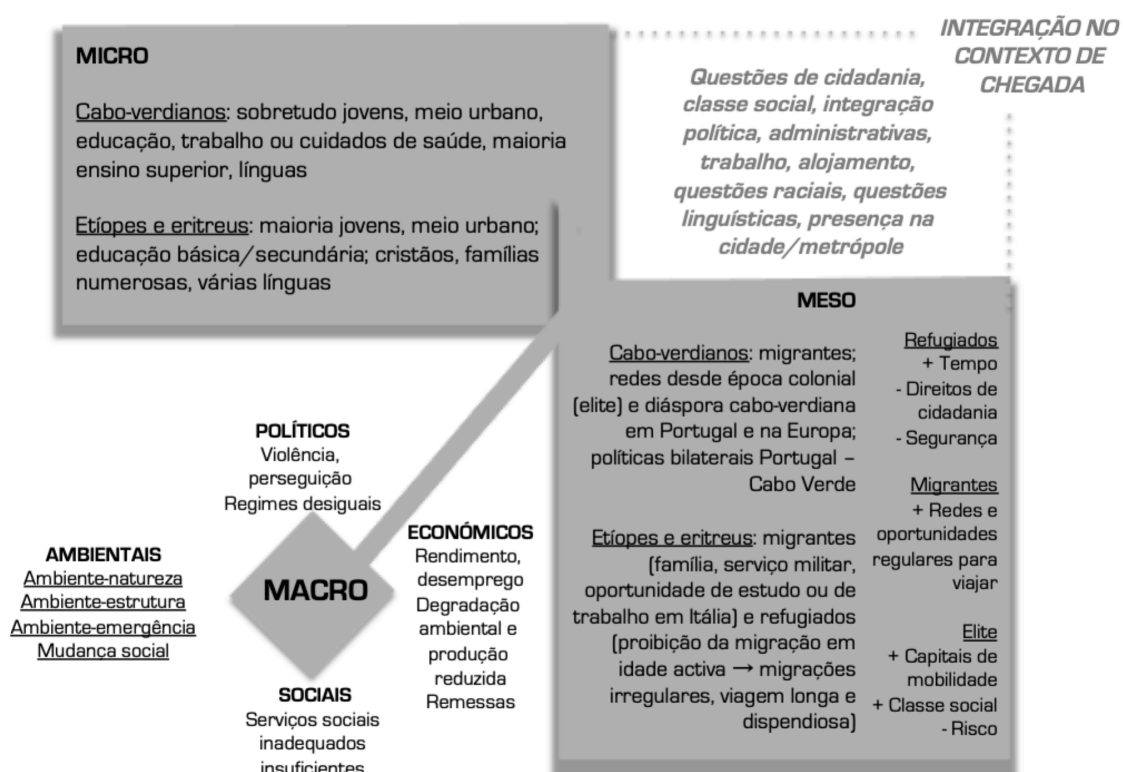 MICRO
Cabo-verdianos: sobretudo jovens, meio urbano,
educação, trabalho ou cuidados de saúde, maioria
ensino superior, línguas
Etíopes e eritreus: maioria jovens, meio urbano;
educação básica/secundária; cristãos, famílias
numerosas, várias línguas
INTEGRAÇÃO NO
CONTEXTO DE
CHEGADA
Questões de cidadania,
classe social, integração
política, administrativas,
trabalho, alojamento,
questões raciais, questões
linguísticas, presença na
cidade/metrópole
MESO
Cabo-verdianos: migrantes;
redes desde época colonial
(elite) e diáspora cabo-verdiana
em Portugal e na Europa;
políticas bilaterais Portugal –
Cabo Verde
Etíopes e eritreus: migrantes
(família, serviço militar,
oportunidade de estudo ou de
trabalho em Itália) e refugiados
(proibição da migração em
idade activa → migrações
irregulares, viagem longa e
dispendiosa)
Refugiados
+ Tempo
- Direitos de
cidadania
- Segurança
Migrantes
+ Redes e
oportunidades
regulares para
viajar
Elite
+ Capitais de
mobilidade
+ Classe social
- Risco
POLÍTICOS
Violência,
perseguição
Regimes desiguais
AMBIENTAIS
Ambiente-natureza
Ambiente-estrutura
Ambiente-emergência
Mudança social
MACRO
ECONÓMICOS
Rendimento,
desemprego
Degradação
ambiental e
produção
reduzida
Remessas
SOCIAIS
Serviços sociais
inadequados
insuficientes